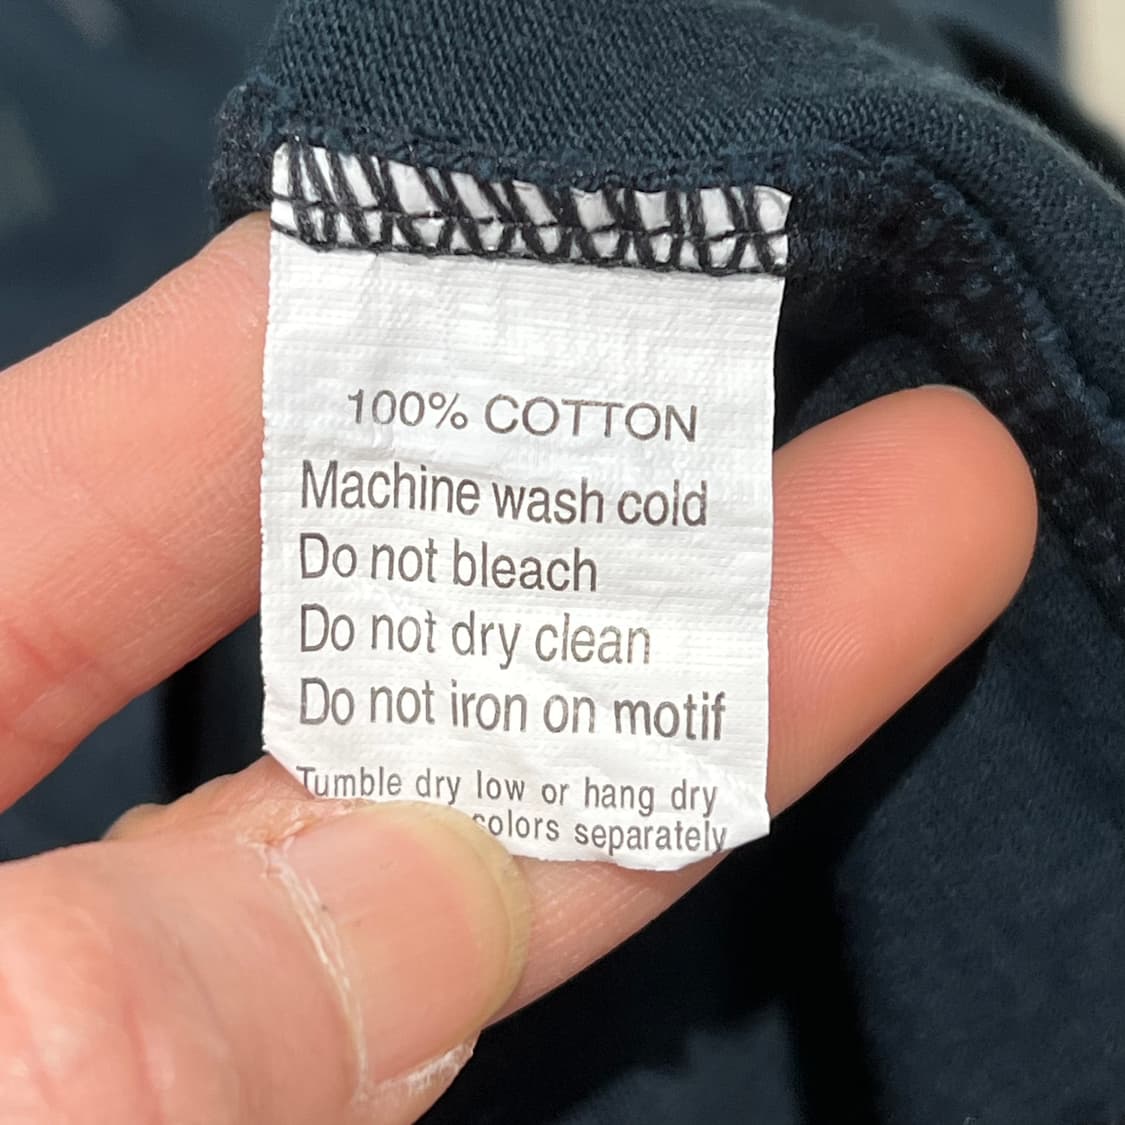 100% COTTON
Machine wash cold
Do not bleach
Do not dry clean
Do not iron on motif
Tumble dry low or hang dry
colors separately